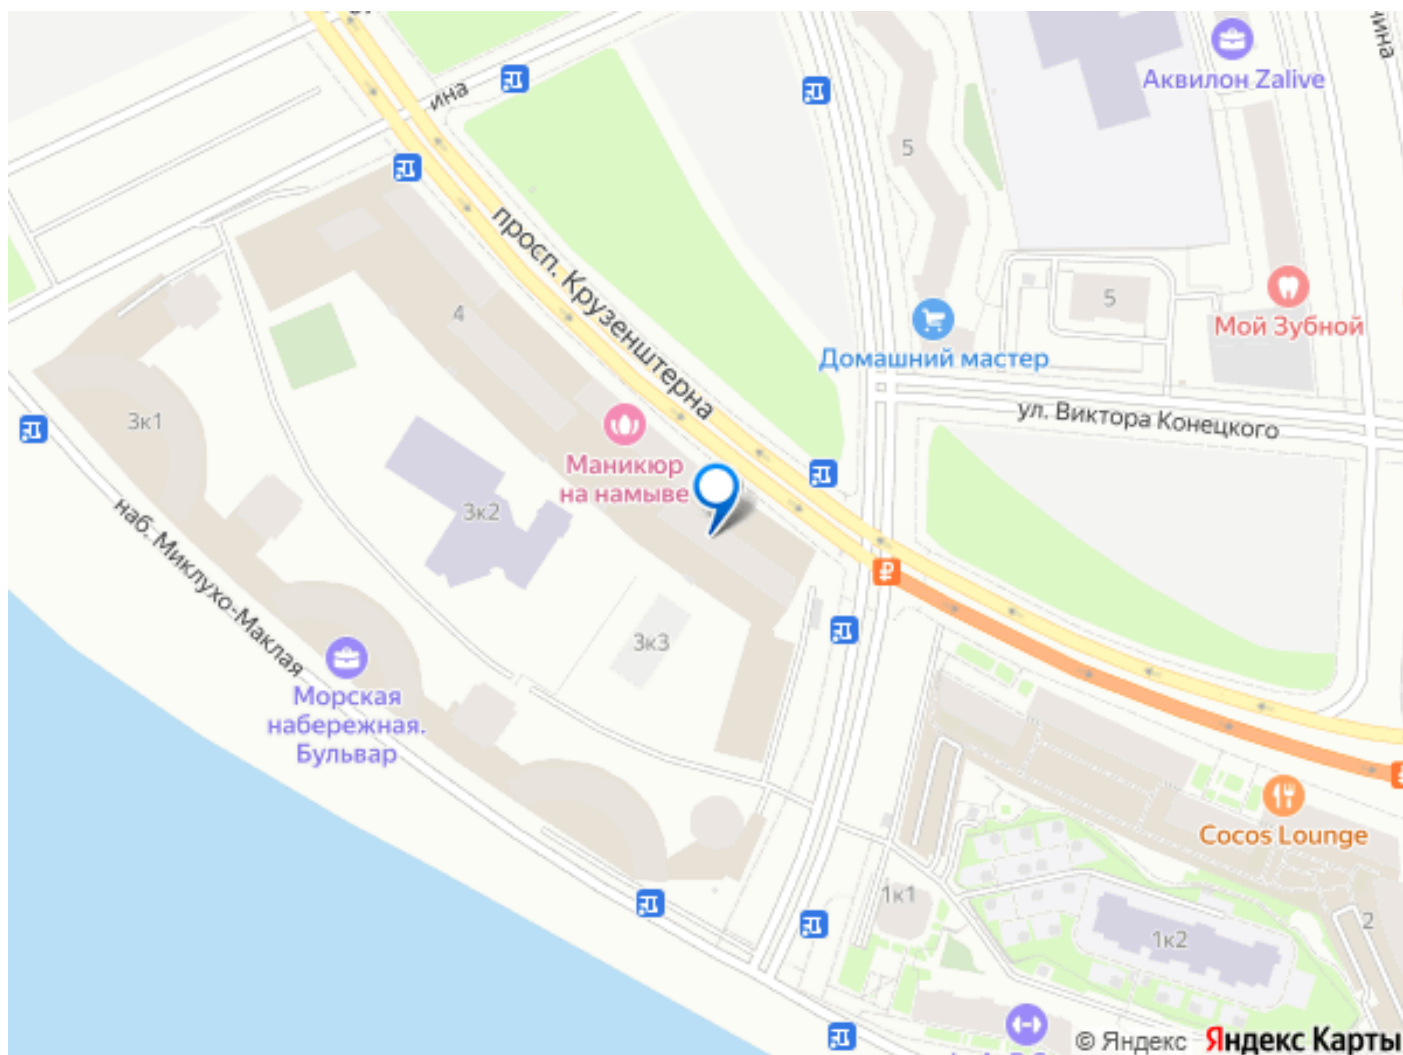 Аквилон Zalive
ина
5
просп. Крузенштерна
5
4
Мой Зубной
Домашний мастер
ул. Виктора Конецкого
3к1
Маникюр
на намыве
3к2
наб. Миклухо-Маклая
3к3
Морская
набережная.
Бульвар
Cocos Lounge
1к1
2
1к2
© Яндекс Яндекс Карты